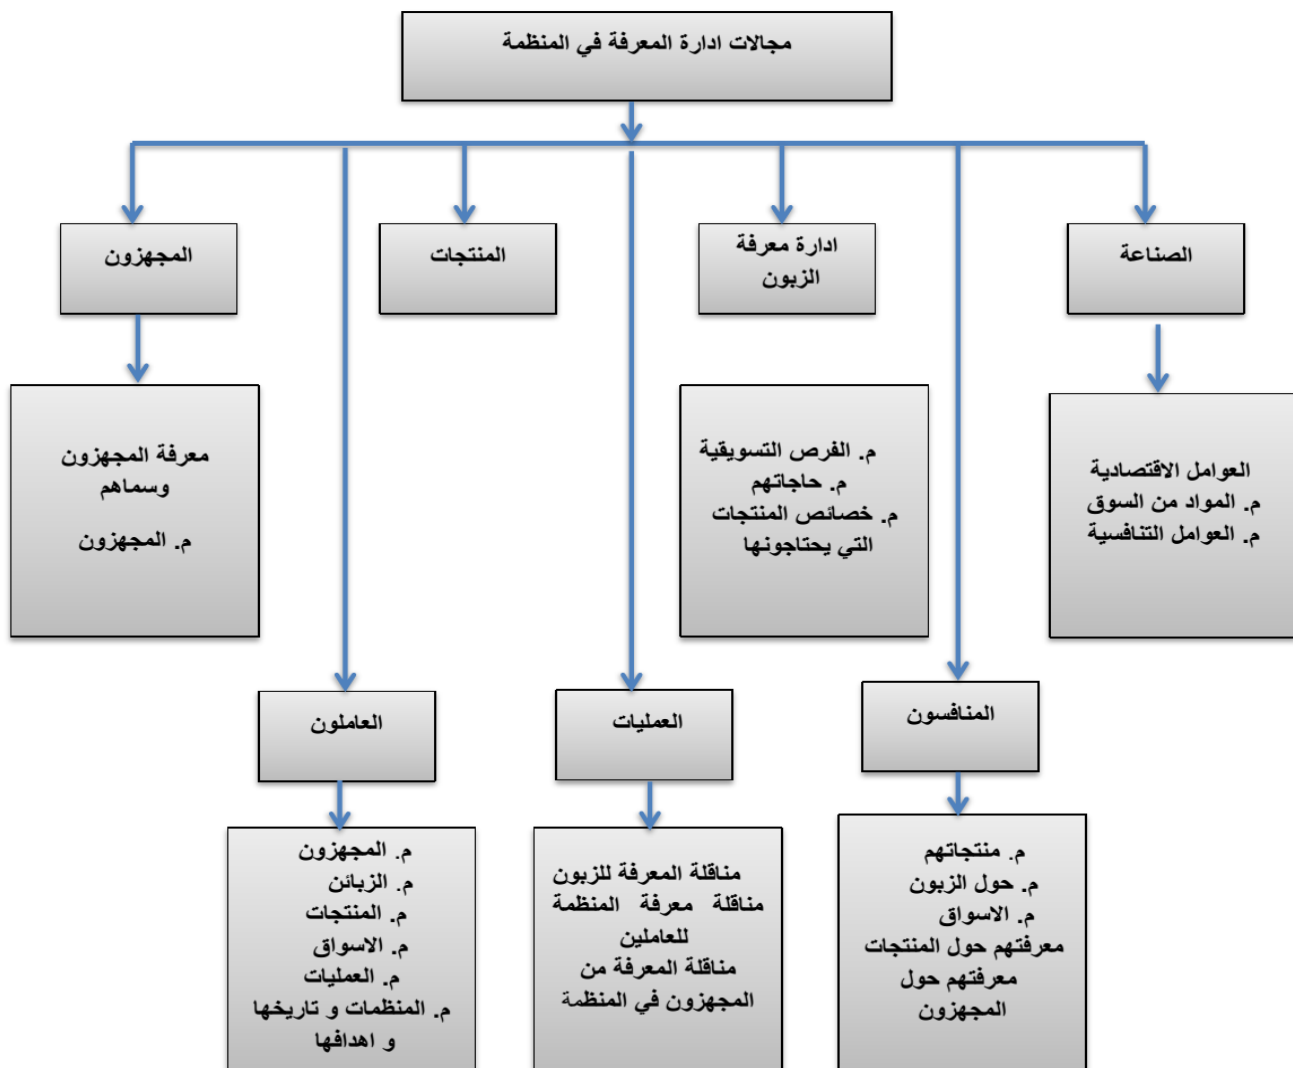 مجالات ادارة المعرفة في المنظمة
الصناعة
ادارة معرفة
الزبون
المنتجات
المجهزون
العوامل الاقتصادية
م. المواد من السوق
م. العوامل التنافسية
م. الفرص التسويقية
م. حاجاتهم
م. خصائص المنتجات
التي يحتاجونها
معرفة المجهزون
وسماهم
م. المجهزون
المنافسون
العمليات
العاملون
م. منتجاتهم
م. حول الزبون
م. الاسواق
معرفتهم حول المنتجات
معرفتهم حول
المجهزون
مناقلة المعرفة للزبون
مناقلة معرفة المنظمة
للعاملين
مناقلة المعرفة من
المجهزون في المنظمة
م. المجهزون
م. الزبائن
م. المنتجات
م. الاسواق
م. العمليات
م. المنظمات و تاريخها
و اهدافها